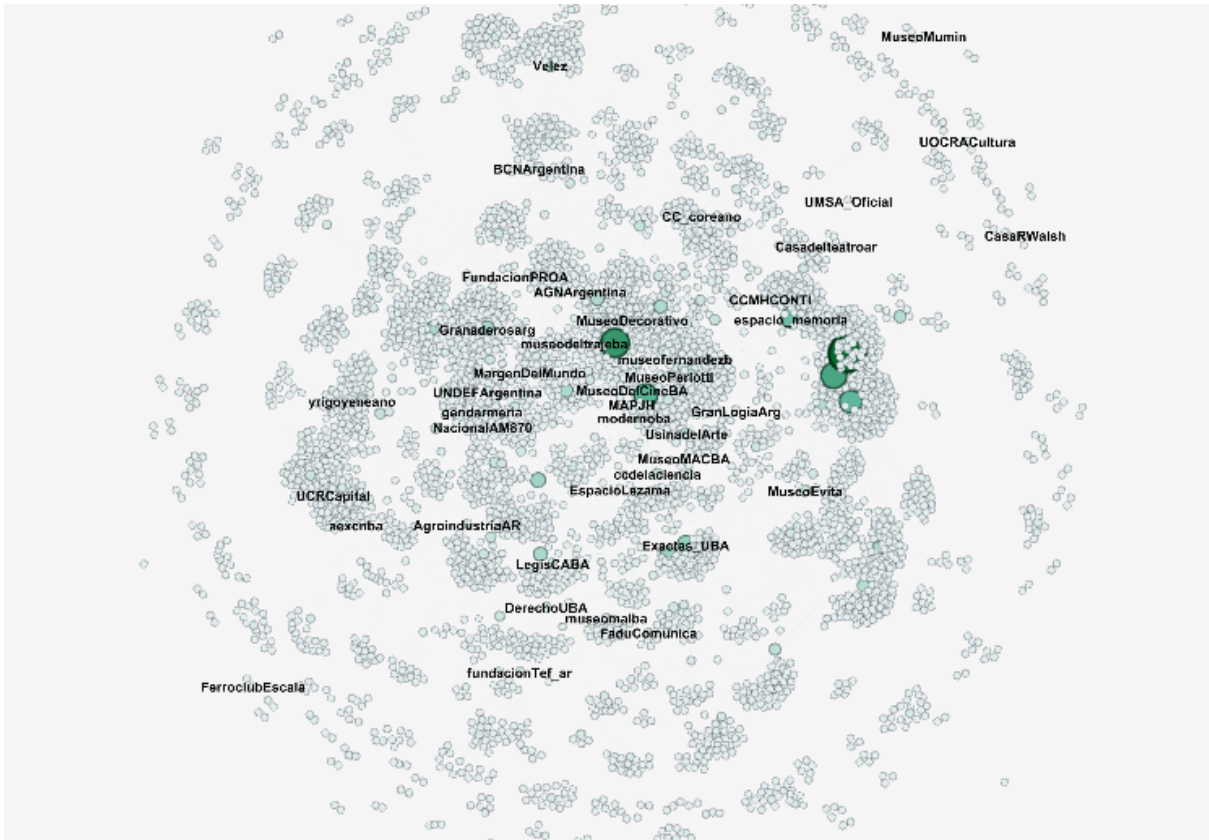 MuseoMumin
Velez
UOCRACultura
BCNArgentina
UMSA_Oficial
CC_coreano
CasaRWalsh
Casadelteatroar
FundacionPROA
AGNArgentina
CCMHCONTI
MuseoDecorativo
espacio_memoria
Granaderosarg
museodeltrajeba
museofernandezb
MargenDelMundo
MuseoPerlotti
UNDEFArgentina
MuseoDelCineBA
yrigoyeneano
MAPJH
gendarmeria
GranLogiaArg
modernoba
NacionalAM870
UsinadelArte
MuseoMACBA
ccdelaciencia
EspacioLezama
MuseoEvita
UCRCapital
aexcnba
AgroindustriaAR
Exactas_UBA
LegisCABA
DerechoUBA
museomalba
FaduComunica
fundacionTef_ar
FerroclubEscala